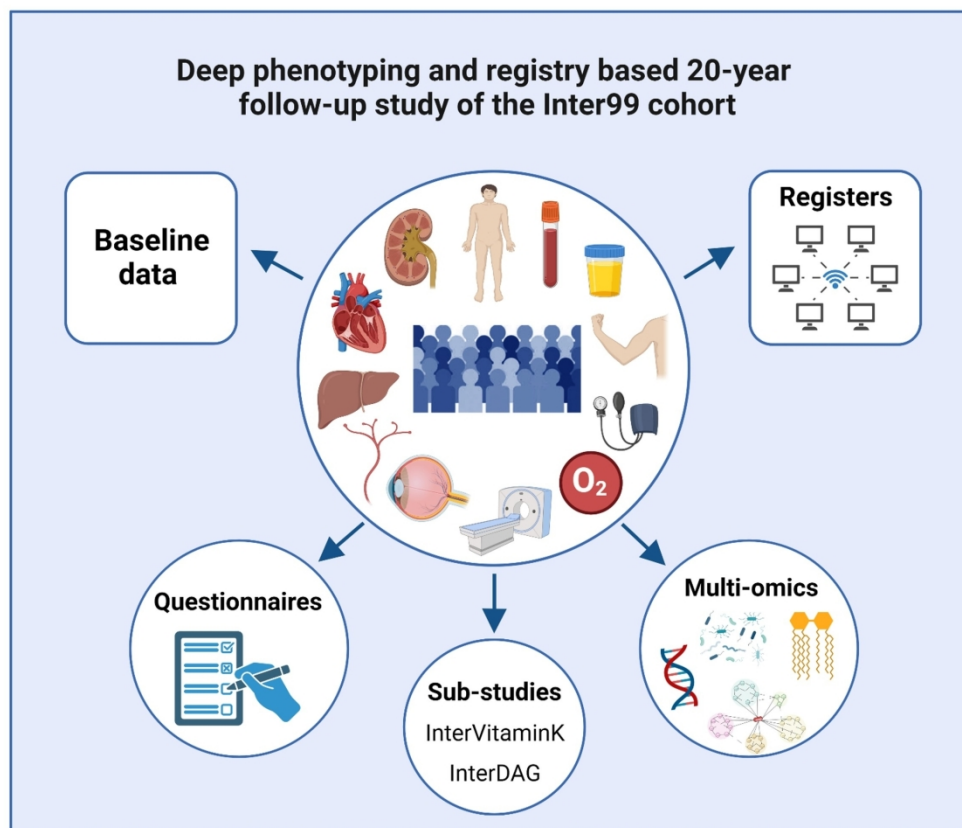 Deep phenotyping and registry based 20-year
follow-up study of the Inter99 cohort
Baseline
data
Registers
O₂
Questionnaires
Sub-studies
InterVitaminK
InterDAG
Multi-omics